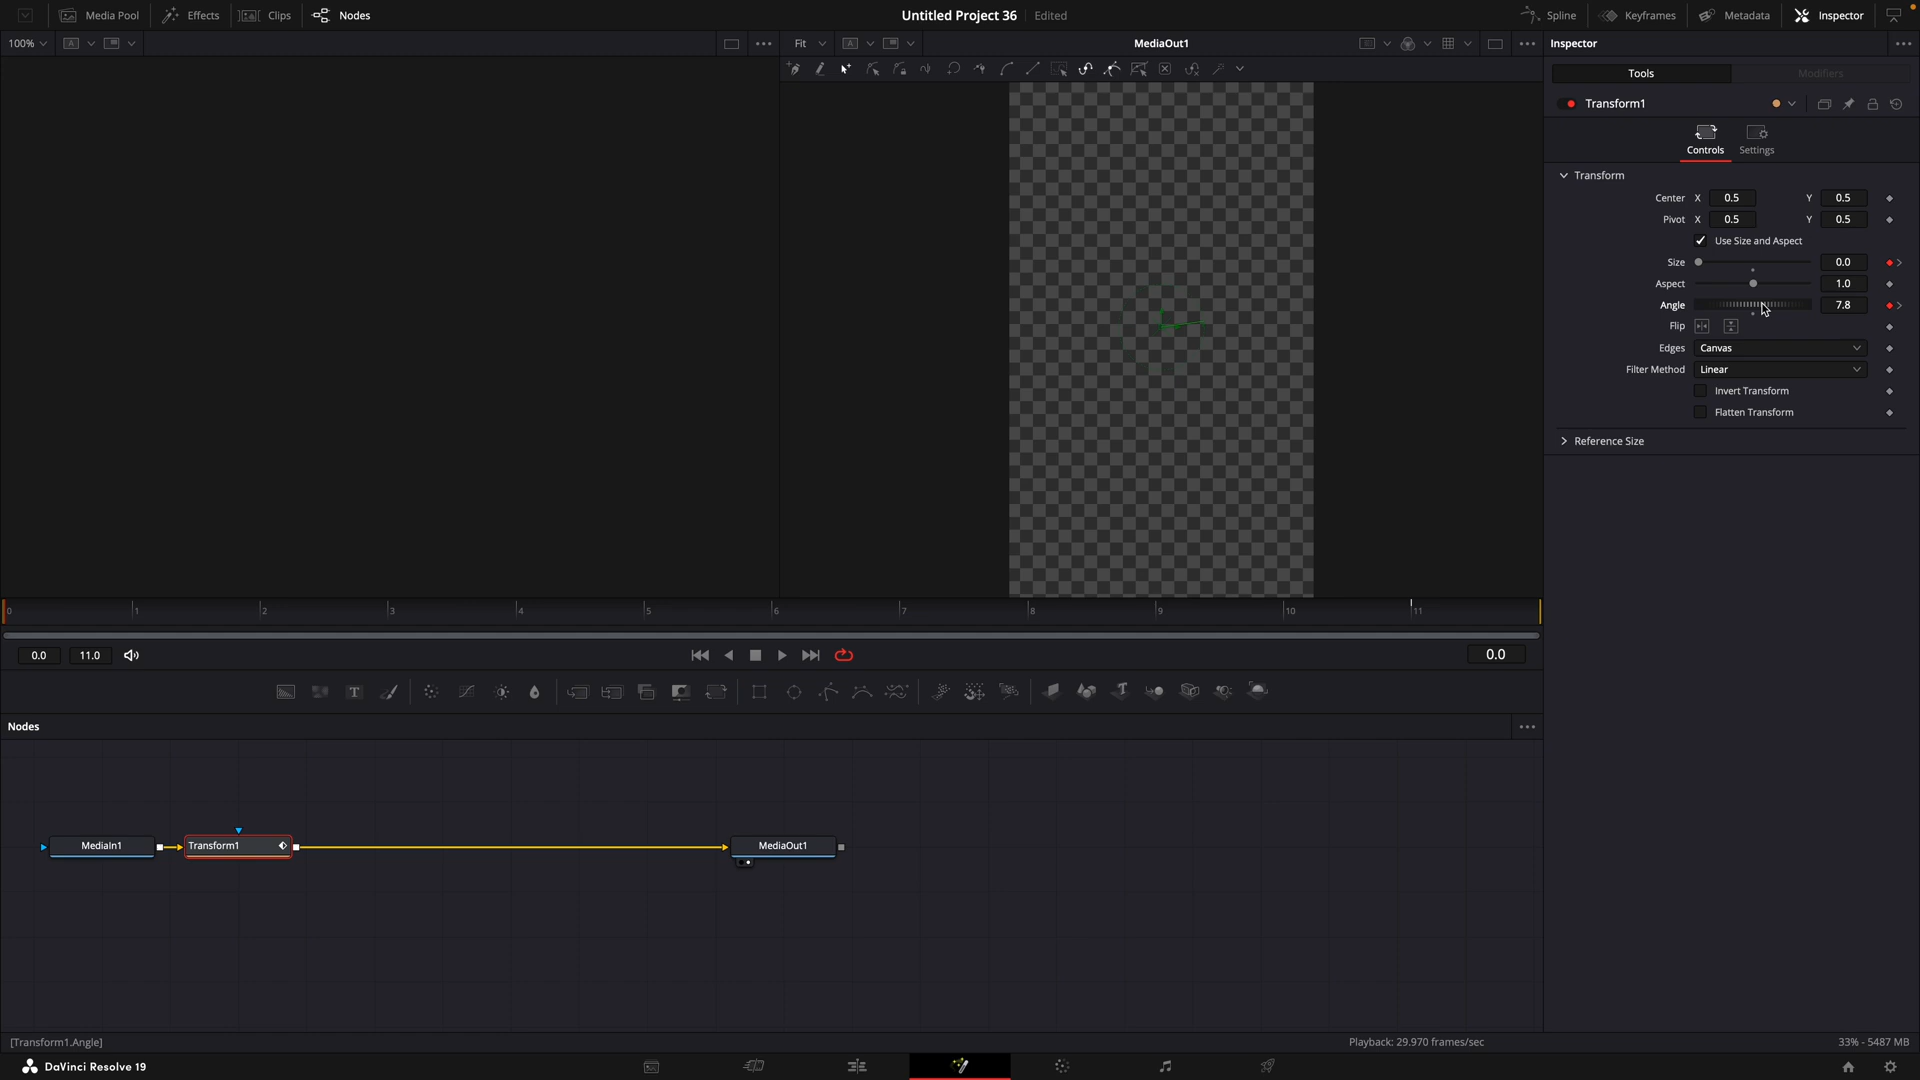 Media Pool Effects Clips Nodes Untitled Project 36 Edited Spline Keyframes Metadata Inspector
100% Fit MediaOut1 Inspector
Tools Modifiers
Transform1
Controls Settings
Transform
Center X 0.5 Y 0.5
Pivot X 0.5 Y 0.5
Use Size and Aspect
Size 0.0
Aspect 1.0
Angle 7.8
Flip
Edges Canvas
Filter Method Linear
Invert Transform
Flatten Transform
Reference Size
0 1 2 3 4 5 6 7 8 9 10 11
0.0 11.0 0.0
Nodes
MediaIn1 Transform1 MediaOut1
[Transform1.Angle] Playback: 29.970 frames/sec 33% - 5487 MB
DaVinci Resolve 19